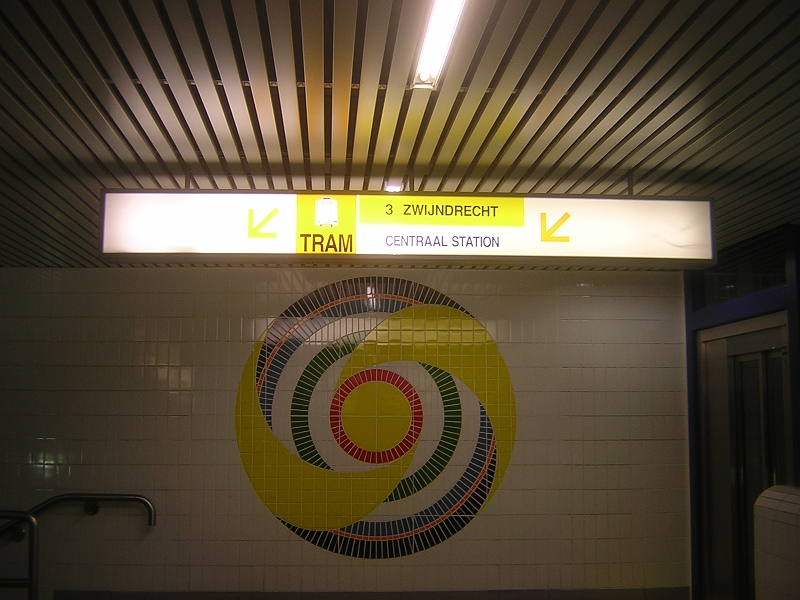 TRAM
3 ZWIJNDRECHT
CENTRAAL STATION